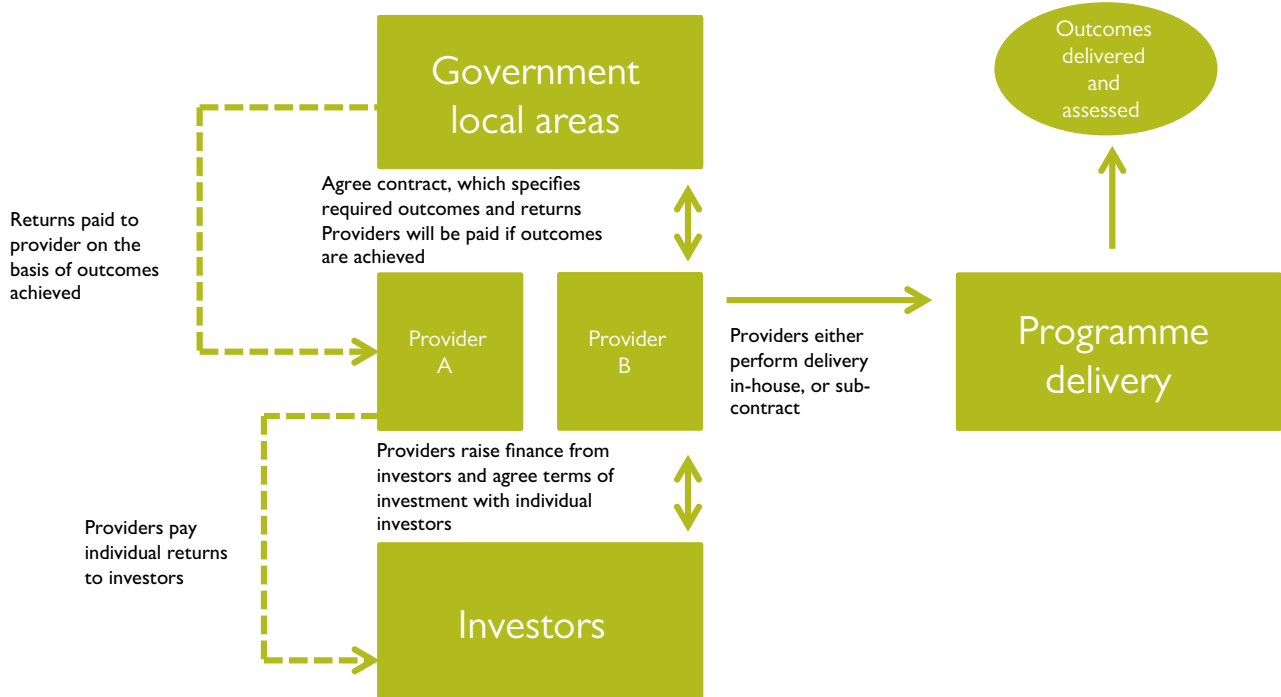 Outcomes
delivered
and
assessed
Government
local areas
Agree contract, which specifies
required outcomes and returns
Providers will be paid if outcomes
are achieved
Returns paid to
provider on the
basis of outcomes
achieved
Provider
A
Provider
B
Providers either
perform delivery
in-house, or sub-
contract
Programme
delivery
Providers raise finance from
investors and agree terms of
investment with individual
investors
Providers pay
individual returns
to investors
Investors